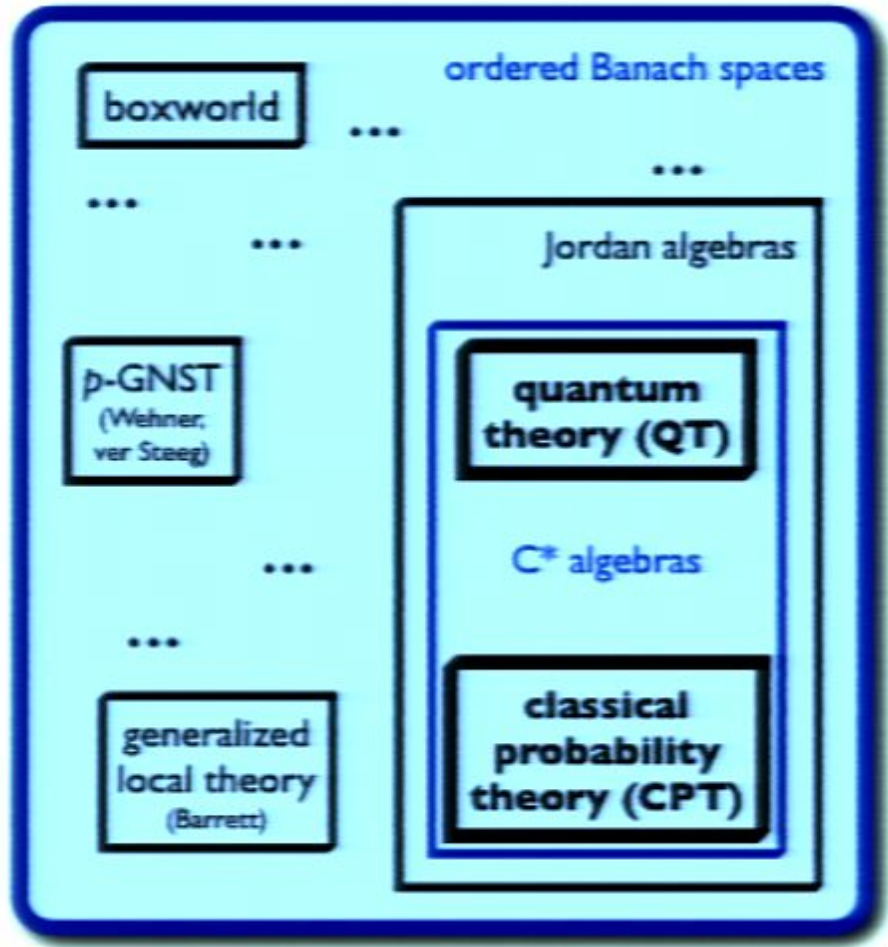 ordered Banach spaces
boxworld
...
...
...
...
Jordan algebras
p-GNST
(Wehner,
ver Steeg)
quantum
theory (QT)
...
C* algebras
...
generalized
local theory
(Barrett)
classical
probability
theory (CPT)